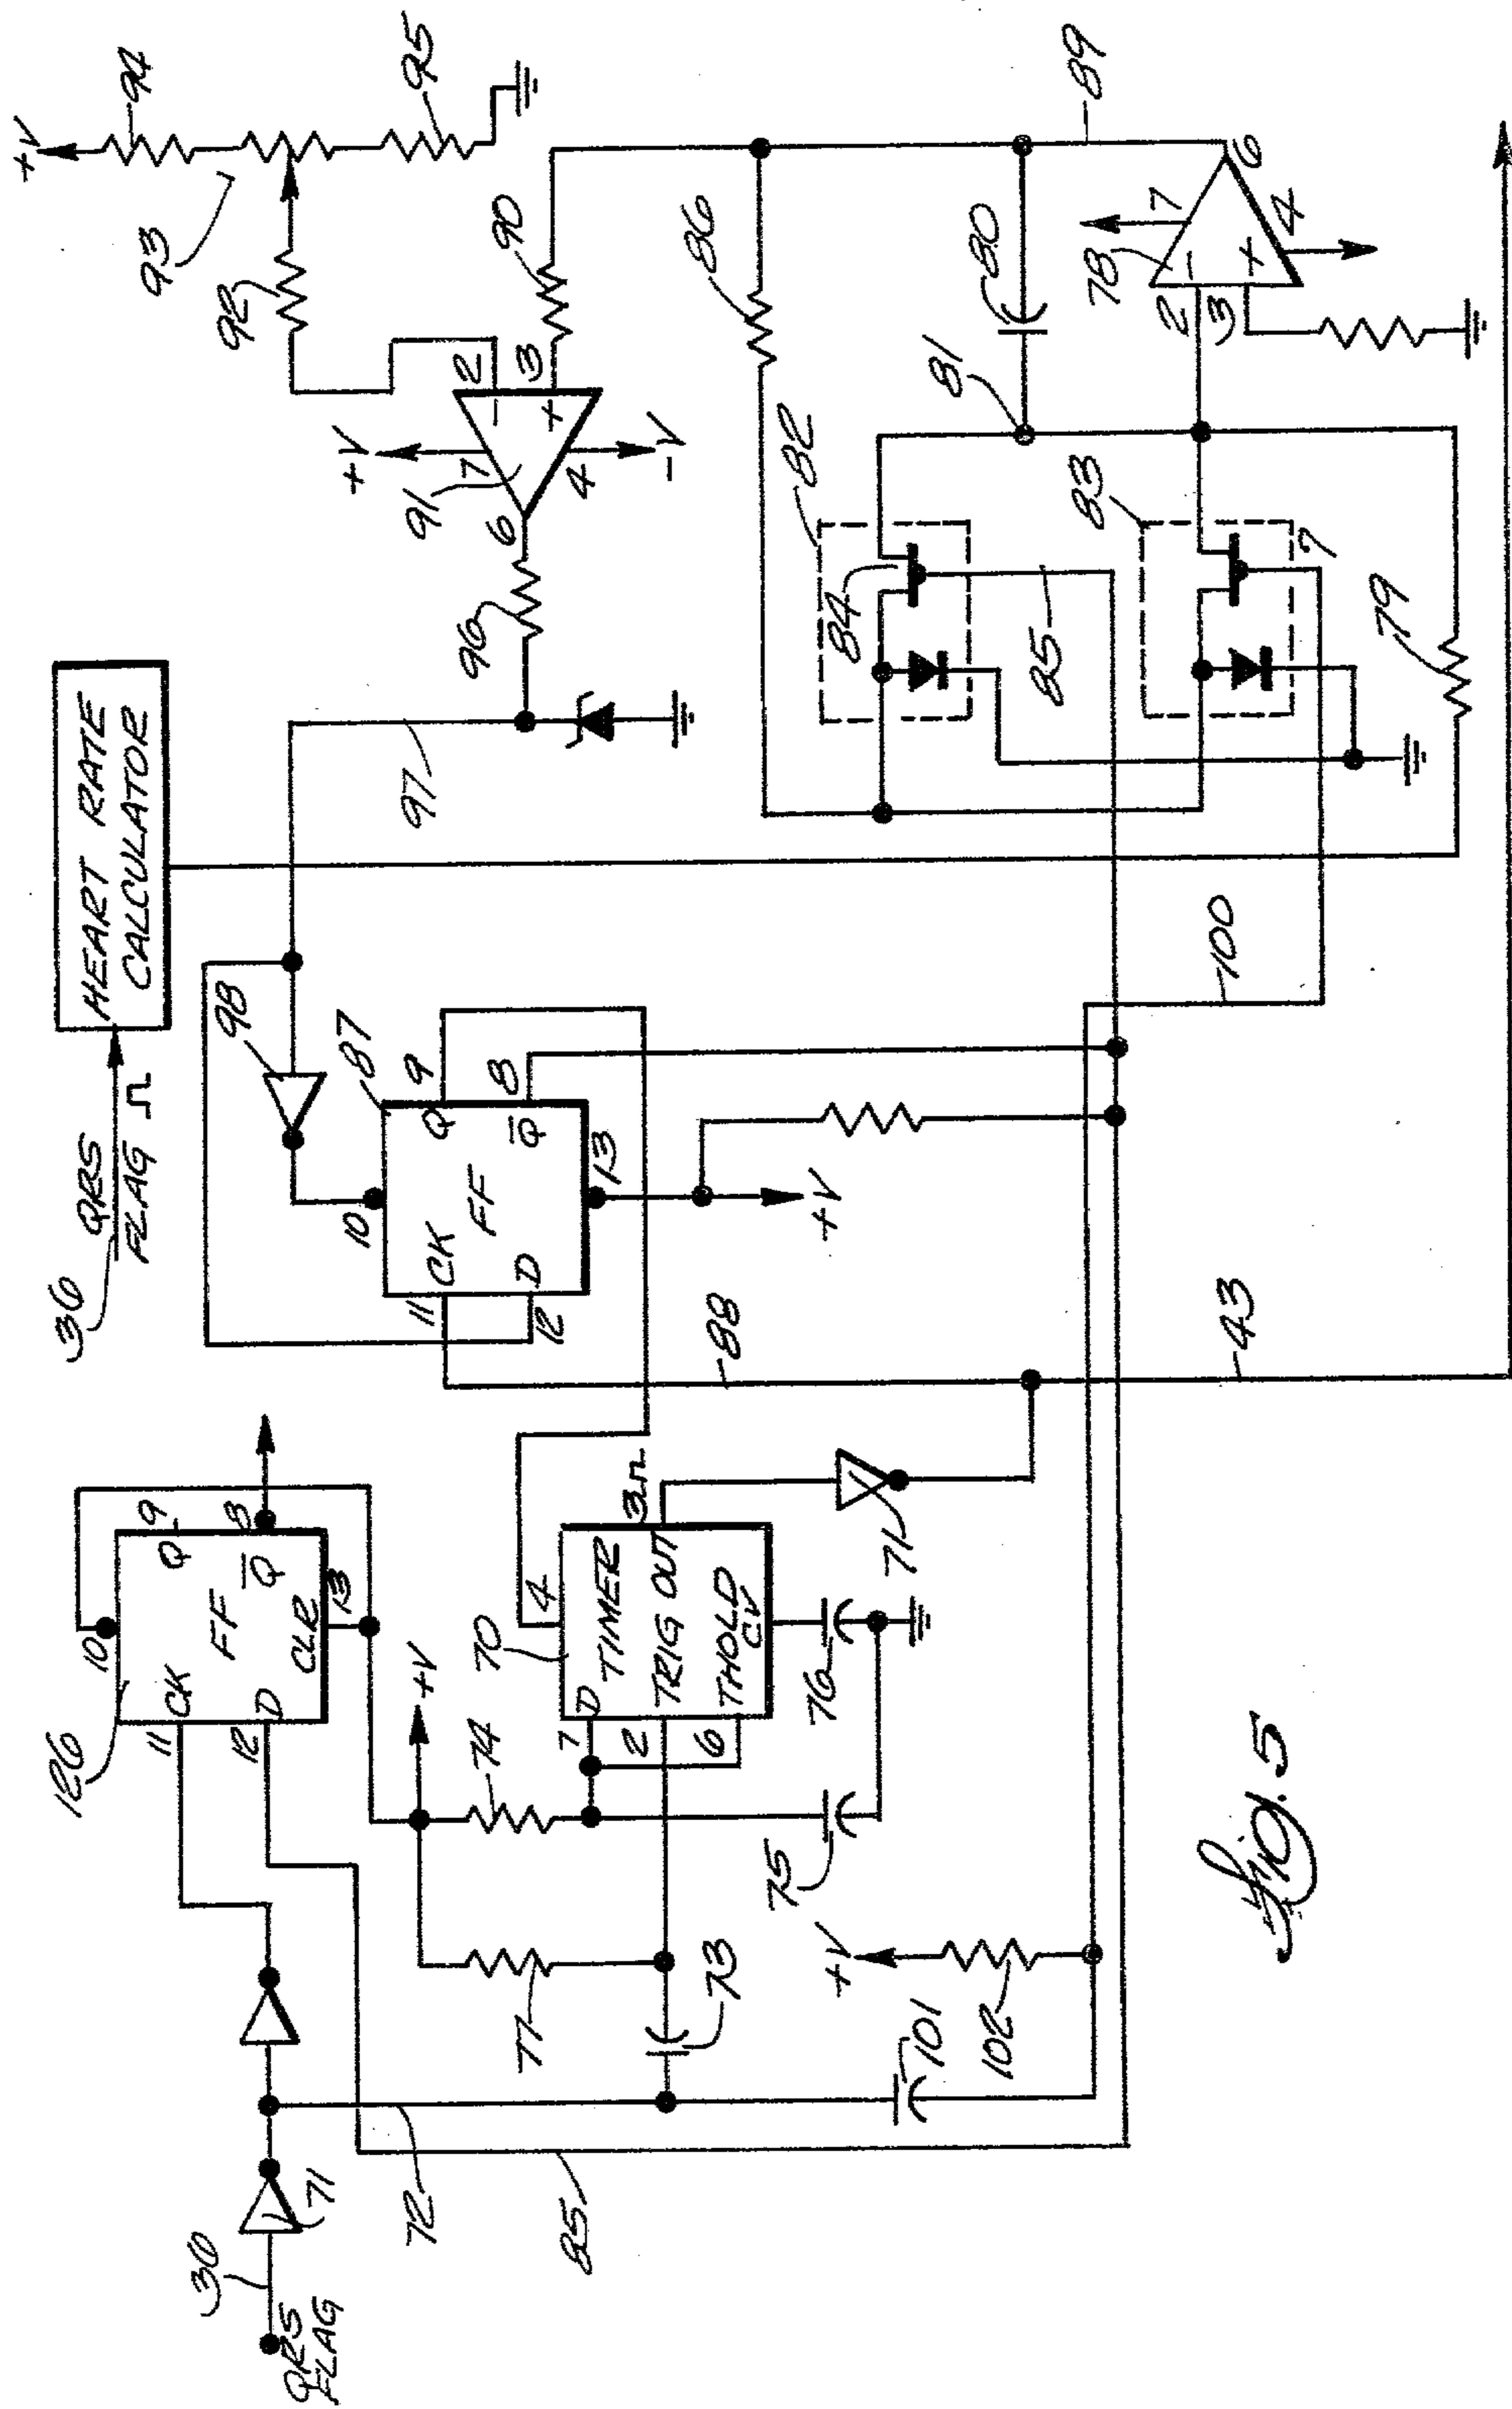 +V
94
95
93
92
90
89
86
80
78
7
6
4
2
3
+V
7
91
6
2
3
4
-V
96
81
82
83
84
85
7
79
97
HEART RATE
CALCULATOR
36
QRS
FLAG
98
87
10
Q
9
Q
8
CK
FF
D
11
12
13
+V
88
43
100
126
10
Q
9
8
Q
CK
FF
D
CLR
13
11
12
+V
70
4
D
TIMER
TRIG OUT
THOLD
CV
3
7
2
6
71
74
75
76
77
73
+V
101
102
72
85
36
71
QRS
FLAG
Fig. 5